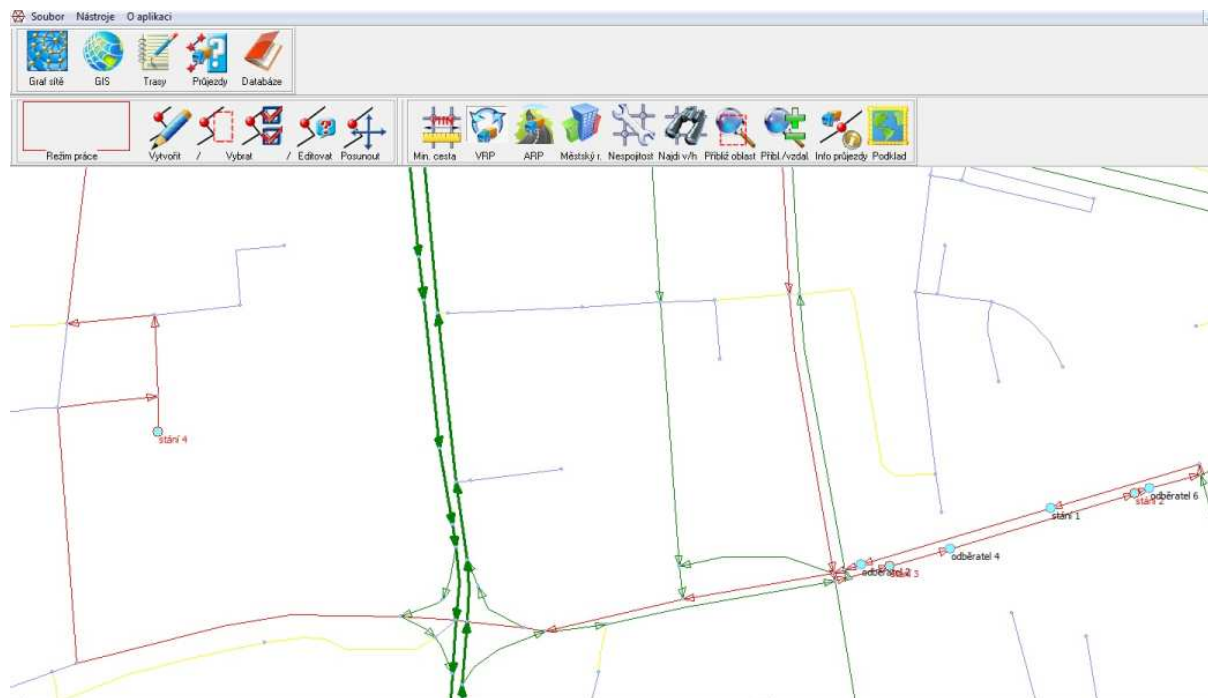 Soubor Nástroje O aplikaci
Graf sítě GIS Trasy Průjezdy Databáze
Režim práce Vytvořit / Vybrat / Editovat Posunout Min. cesta VRP ARP Městský r. Nespojitost Najdi v/h Přibliž oblast Přibl./vzdal. Info průjezdy Podklad
stání 4
odběratel 6
stání 2
stání 1
odběratel 4
odběratel 2
stání 3